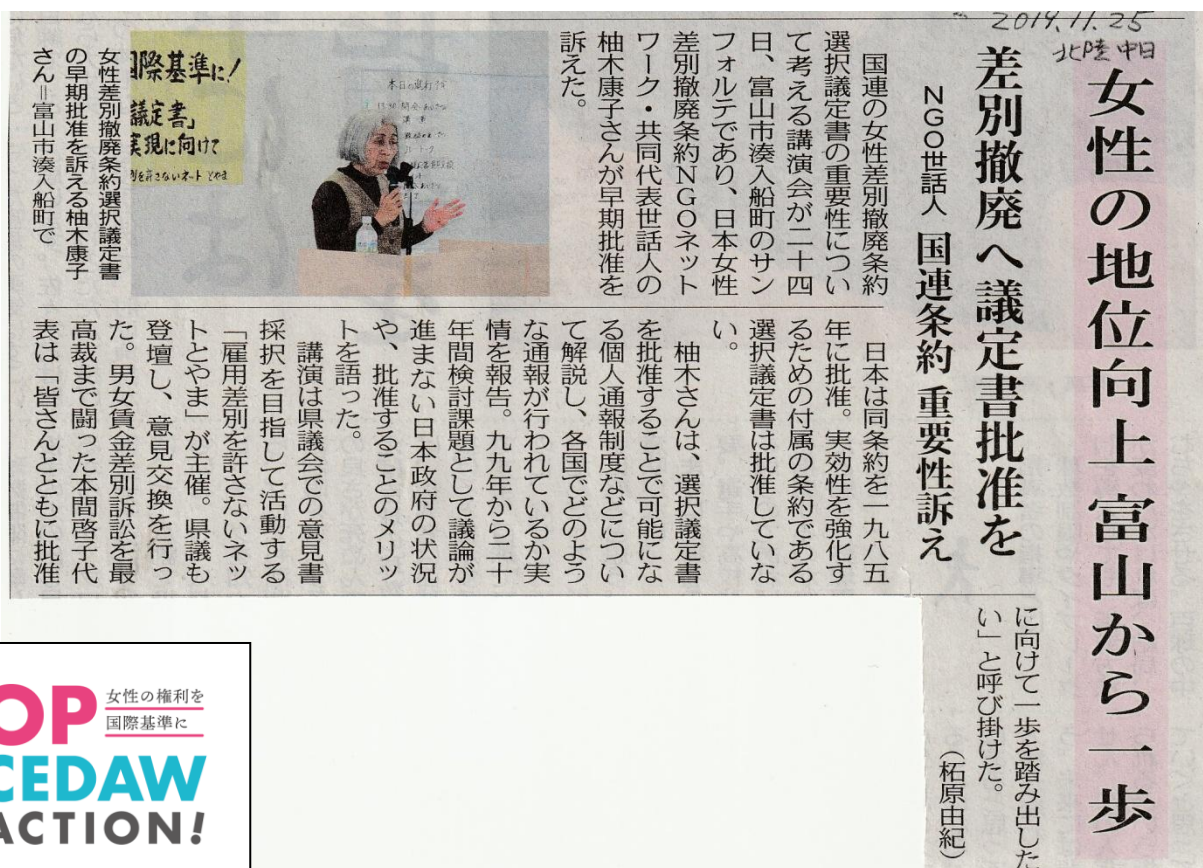 2019.11.25
北陸中日
女性の地位向上 富山から一歩
差別撤廃へ議定書批准を
NGO世話人 国連条約 重要性訴え
国連の女性差別撤廃条約
選択議定書の重要性につい
て考える講演会が二十四
日、富山市湊入船町のサン
フォルテであり、日本女性
差別撤廃条約NGOネット
ワーク・共同代表世話人の
柚木康子さんが早期批准を
訴えた。
国際基準に!
議定書」
実現に向けて
別を許さないネットとやま
本日の進行
女性差別撤廃条約選択議定書
の早期批准を訴える柚木康子
さん=富山市湊入船町で
日本は同条約を一九八五
年に批准。実効性を強化す
るための付属の条約である
選択議定書は批准していな
い。
柚木さんは、選択議定書
を批准することで可能にな
る個人通報制度などについ
て解説し、各国でどのよう
な通報が行われているか実
情を報告。九九年から二十
年間検討課題として議論が
進まない日本政府の状況
や、批准することのメリッ
トを語った。
講演は県議会での意見書
採択を目指して活動する
「雇用差別を許さないネッ
トとやま」が主催。県議も
登壇し、意見交換を行っ
た。男女賃金差別訴訟を最
高裁まで闘った本間啓子代
表は「皆さんとともに批准
に向けて一歩を踏み出した
い」と呼び掛けた。
(柘原由紀)
OP
女性の権利を
国際基準に
CEDAW
ACTION!